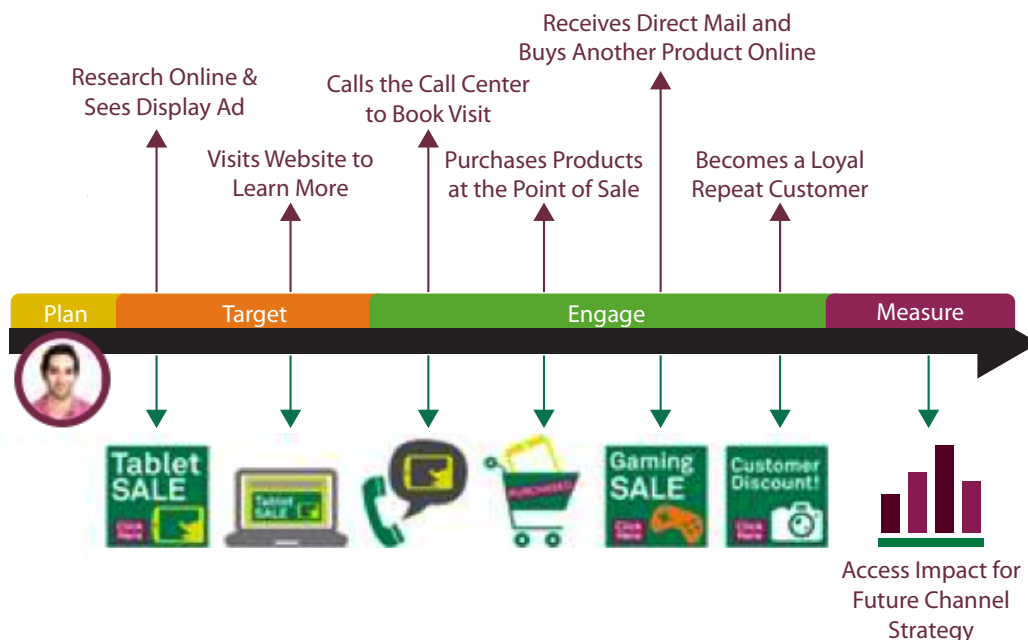 Receives Direct Mail and
Buys Another Product Online
Research Online &
Sees Display Ad
Calls the Call Center
to Book Visit
Visits Website to
Learn More
Purchases Products
at the Point of Sale
Becomes a Loyal
Repeat Customer
Plan
Target
Engage
Measure
Tablet
SALE
Click
Here
Tablet
SALE
PURCHASED
Gaming
SALE
Click
Here
Customer
Discount!
Click
Here
Access Impact for
Future Channel
Strategy